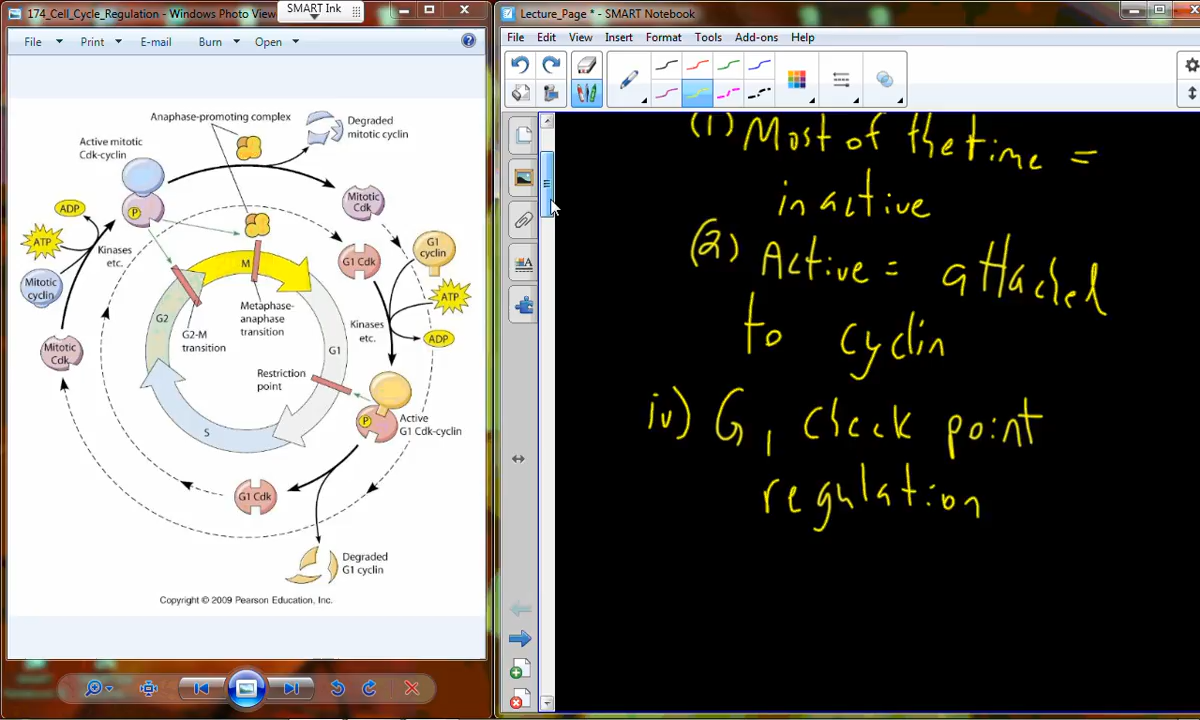 174_Cell_Cycle_Regulation - Windows Photo View
SMART Ink
File Print E-mail Burn Open
Anaphase-promoting complex
Degraded
mitotic cyclin
Active mitotic
Cdk-cyclin
P
Mitotic
Cdk
ADP
ATP
Kinases
etc.
Mitotic
cyclin
G1
cyclin
G1 Cdk
ATP
M
Metaphase-
anaphase
transition
G2
G2-M
transition
Kinases
etc.
ADP
G1
Mitotic
Cdk
Restriction
point
P
Active
G1 Cdk-cyclin
S
G1 Cdk
Degraded
G1 cyclin
Copyright © 2009 Pearson Education, Inc.
Lecture_Page * - SMART Notebook
File Edit View Insert Format Tools Add-ons Help
(1) Most of the time =
inactive
(2) Active = attached
to cyclin
iv) G1 check point
regulation